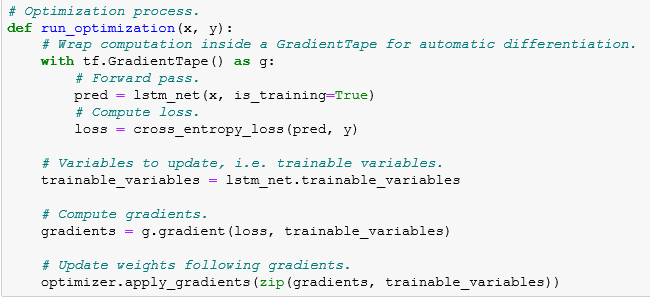 # Optimization process.
def run_optimization(x, y):
    # Wrap computation inside a GradientTape for automatic differentiation.
    with tf.GradientTape() as g:
        # Forward pass.
        pred = lstm_net(x, is_training=True)
        # Compute loss.
        loss = cross_entropy_loss(pred, y)

    # Variables to update, i.e. trainable variables.
    trainable_variables = lstm_net.trainable_variables

    # Compute gradients.
    gradients = g.gradient(loss, trainable_variables)

    # Update weights following gradients.
    optimizer.apply_gradients(zip(gradients, trainable_variables))